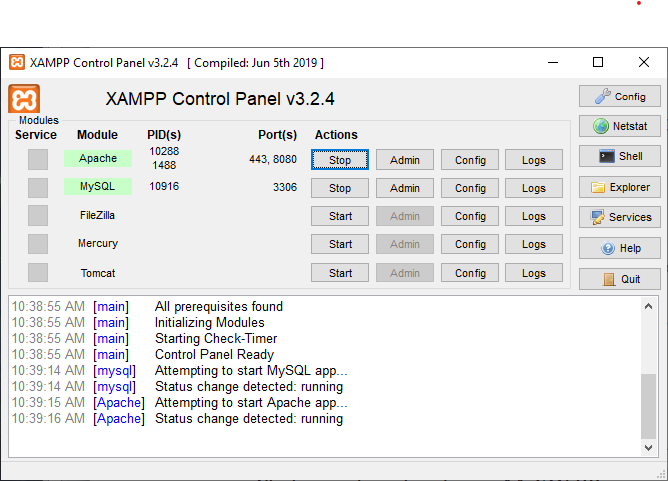 XAMPP Control Panel v3.2.4 [ Compiled: Jun 5th 2019 ]
XAMPP Control Panel v3.2.4
Config
Modules
Service Module PID(s) Port(s) Actions
Netstat
Apache 10288 1488 443, 8080 Stop Admin Config Logs
Shell
MySQL 10916 3306 Stop Admin Config Logs
Explorer
FileZilla Start Admin Config Logs
Services
Mercury Start Admin Config Logs
Help
Tomcat Start Admin Config Logs
Quit
10:38:55 AM [main] All prerequisites found
10:38:55 AM [main] Initializing Modules
10:38:55 AM [main] Starting Check-Timer
10:38:55 AM [main] Control Panel Ready
10:39:14 AM [mysql] Attempting to start MySQL app...
10:39:14 AM [mysql] Status change detected: running
10:39:15 AM [Apache] Attempting to start Apache app...
10:39:16 AM [Apache] Status change detected: running